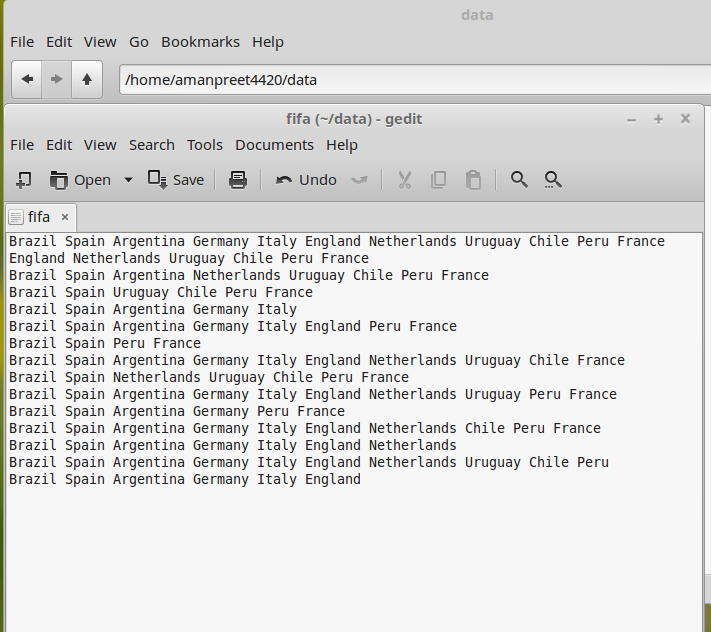 data
File Edit View Go Bookmarks Help
/home/amanpreet4420/data
fifa (~/data) - gedit
File Edit View Search Tools Documents Help
Open Save Undo
fifa
Brazil Spain Argentina Germany Italy England Netherlands Uruguay Chile Peru France
England Netherlands Uruguay Chile Peru France
Brazil Spain Argentina Netherlands Uruguay Chile Peru France
Brazil Spain Uruguay Chile Peru France
Brazil Spain Argentina Germany Italy
Brazil Spain Argentina Germany Italy England Peru France
Brazil Spain Peru France
Brazil Spain Argentina Germany Italy England Netherlands Uruguay Chile France
Brazil Spain Netherlands Uruguay Chile Peru France
Brazil Spain Argentina Germany Italy England Netherlands Uruguay Peru France
Brazil Spain Argentina Germany Peru France
Brazil Spain Argentina Germany Italy England Netherlands Chile Peru France
Brazil Spain Argentina Germany Italy England Netherlands
Brazil Spain Argentina Germany Italy England Netherlands Uruguay Chile Peru
Brazil Spain Argentina Germany Italy England